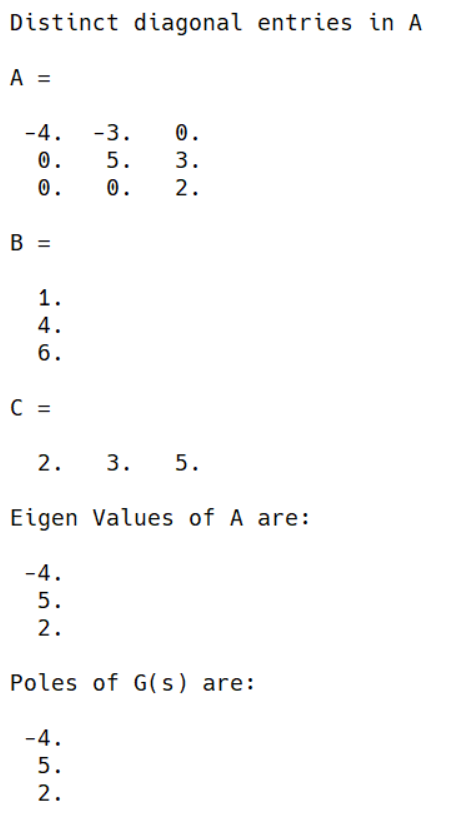 Distinct diagonal entries in A
A =
-4. -3. 0.
0. 5. 3.
0. 0. 2.
B =
1.
4.
6.
C =
2. 3. 5.
Eigen Values of A are:
-4.
5.
2.
Poles of G(s) are:
-4.
5.
2.